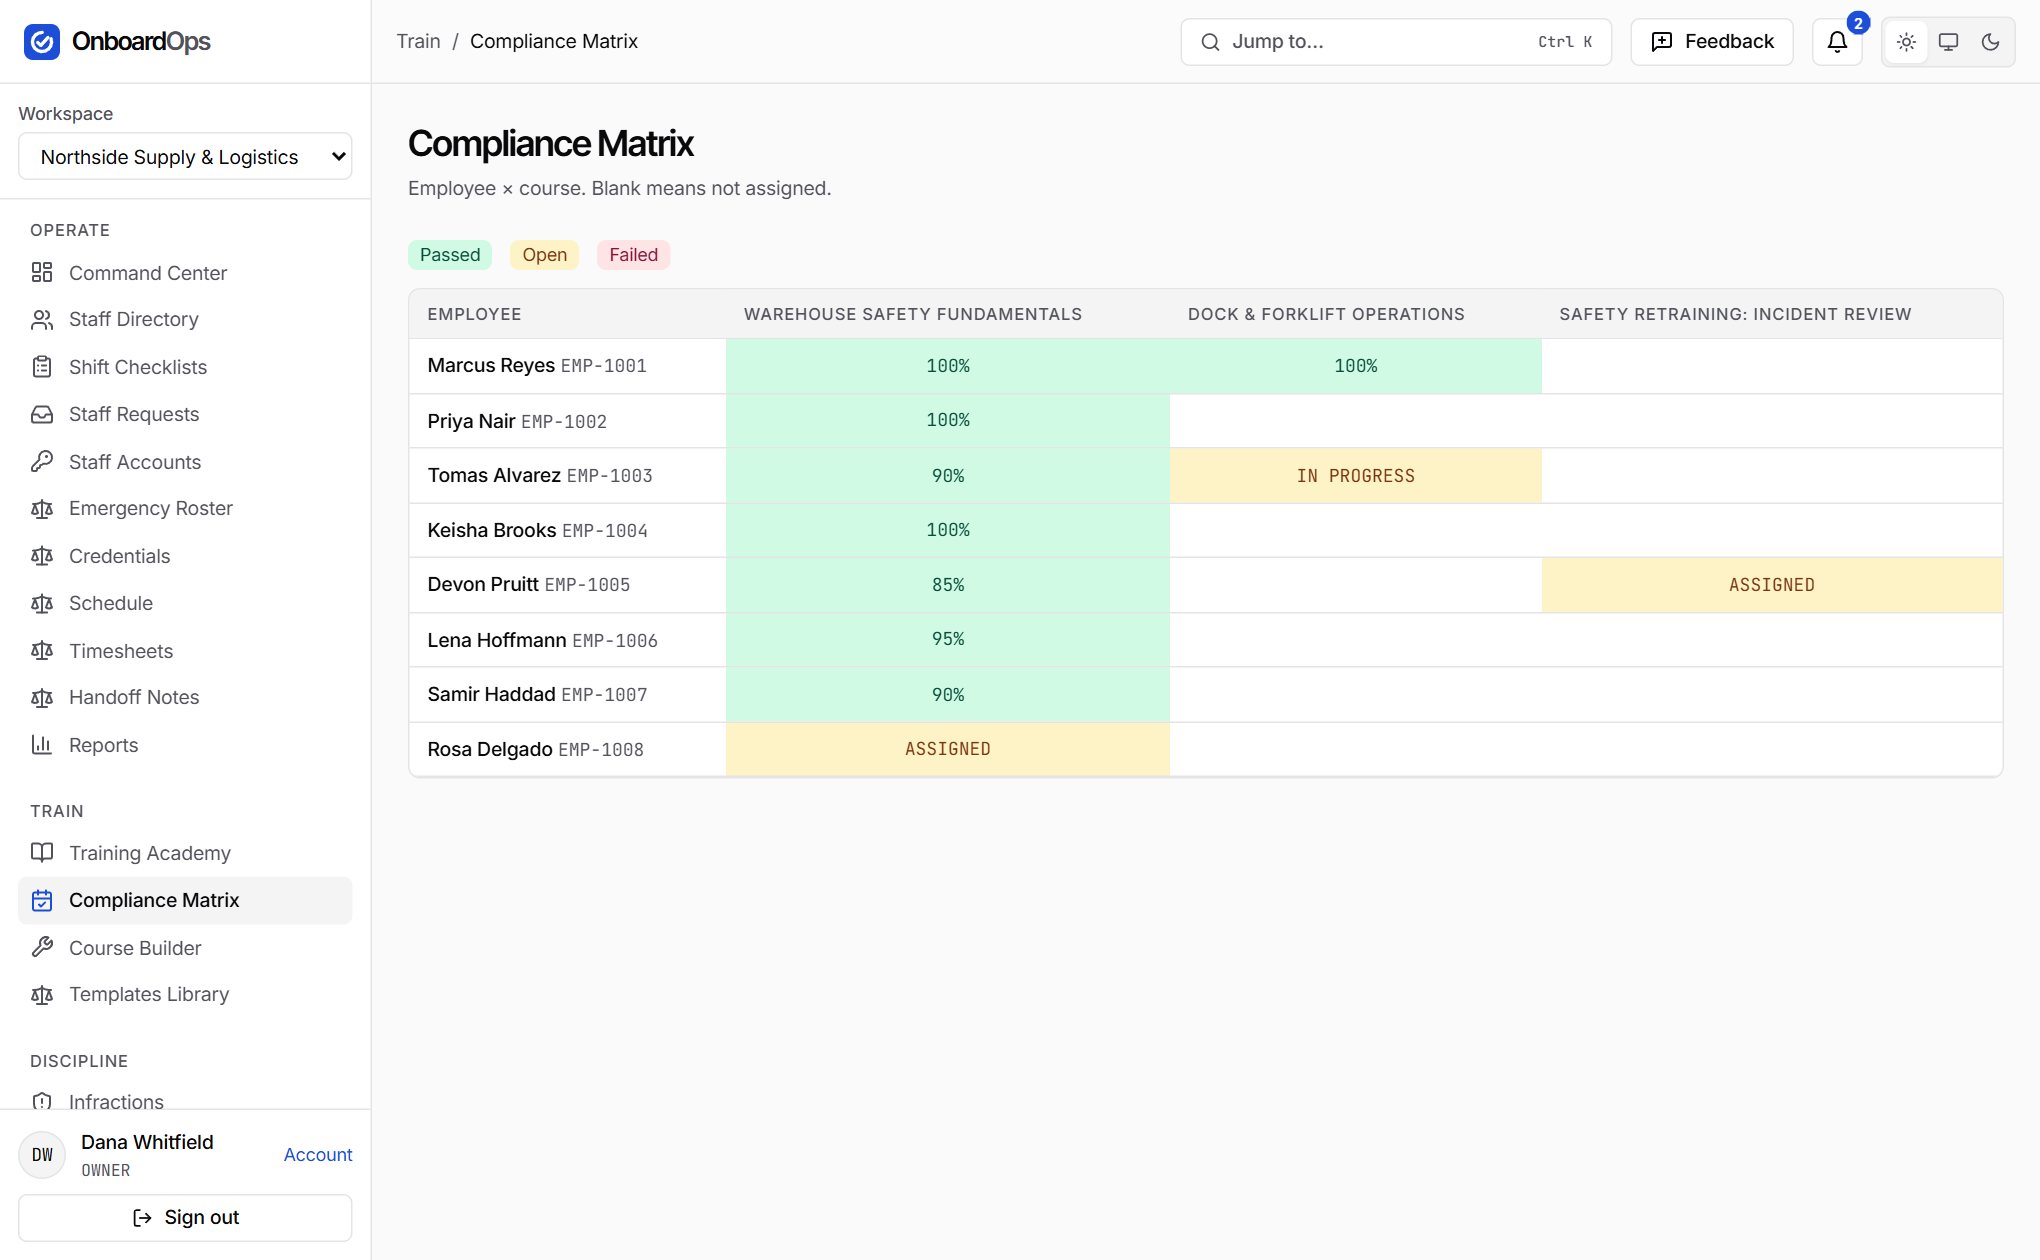 OnboardOps
Train / Compliance Matrix
Jump to... Ctrl K
Feedback
2
Workspace
Northside Supply & Logistics
OPERATE
Command Center
Staff Directory
Shift Checklists
Staff Requests
Staff Accounts
Emergency Roster
Credentials
Schedule
Timesheets
Handoff Notes
Reports
TRAIN
Training Academy
Compliance Matrix
Course Builder
Templates Library
DISCIPLINE
Infractions
DW
Dana Whitfield
OWNER
Account
Sign out
Compliance Matrix
Employee × course. Blank means not assigned.
Passed Open Failed
EMPLOYEE WAREHOUSE SAFETY FUNDAMENTALS DOCK & FORKLIFT OPERATIONS SAFETY RETRAINING: INCIDENT REVIEW
Marcus Reyes EMP-1001 100% 100%
Priya Nair EMP-1002 100%
Tomas Alvarez EMP-1003 90% IN PROGRESS
Keisha Brooks EMP-1004 100%
Devon Pruitt EMP-1005 85% ASSIGNED
Lena Hoffmann EMP-1006 95%
Samir Haddad EMP-1007 90%
Rosa Delgado EMP-1008 ASSIGNED